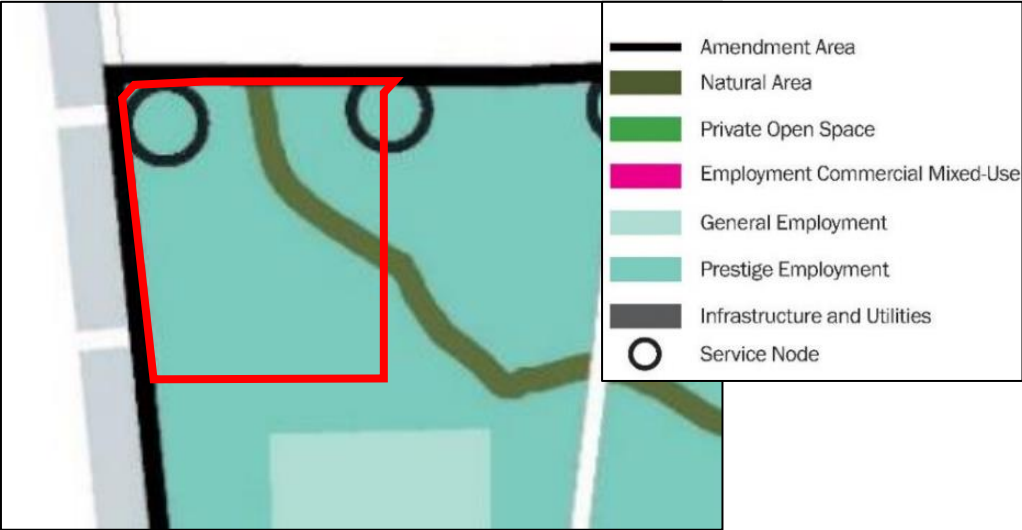 Amendment Area
Natural Area
Private Open Space
Employment Commercial Mixed-Use
General Employment
Prestige Employment
Infrastructure and Utilities
Service Node